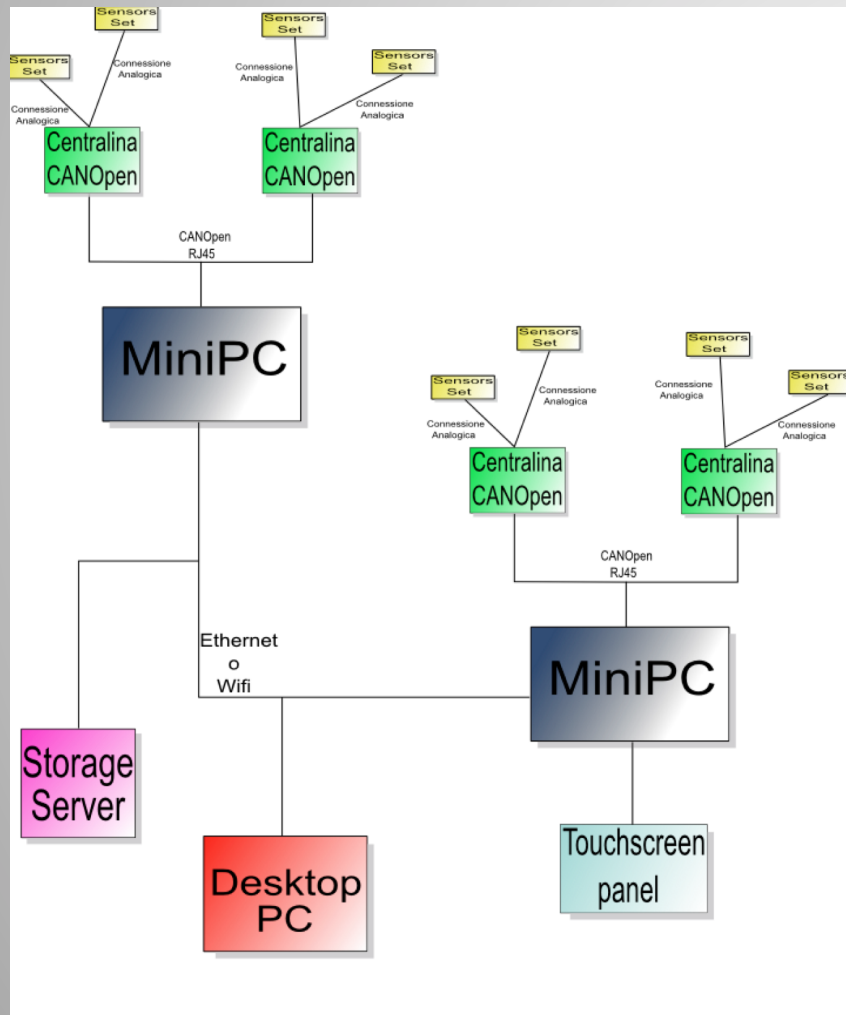 Sensors
Set
Sensors
Set
Sensors
Set
Sensors
Set
Connessione
Analogica
Connessione
Analogica
Connessione
Analogica
Connessione
Analogica
Centralina
CANOpen
Centralina
CANOpen
CANOpen
RJ45
MiniPC
Sensors
Set
Sensors
Set
Sensors
Set
Sensors
Set
Connessione
Analogica
Connessione
Analogica
Connessione
Analogica
Connessione
Analogica
Centralina
CANOpen
Centralina
CANOpen
CANOpen
RJ45
MiniPC
Ethernet
o
Wifi
Storage
Server
Desktop
PC
Touchscreen
panel